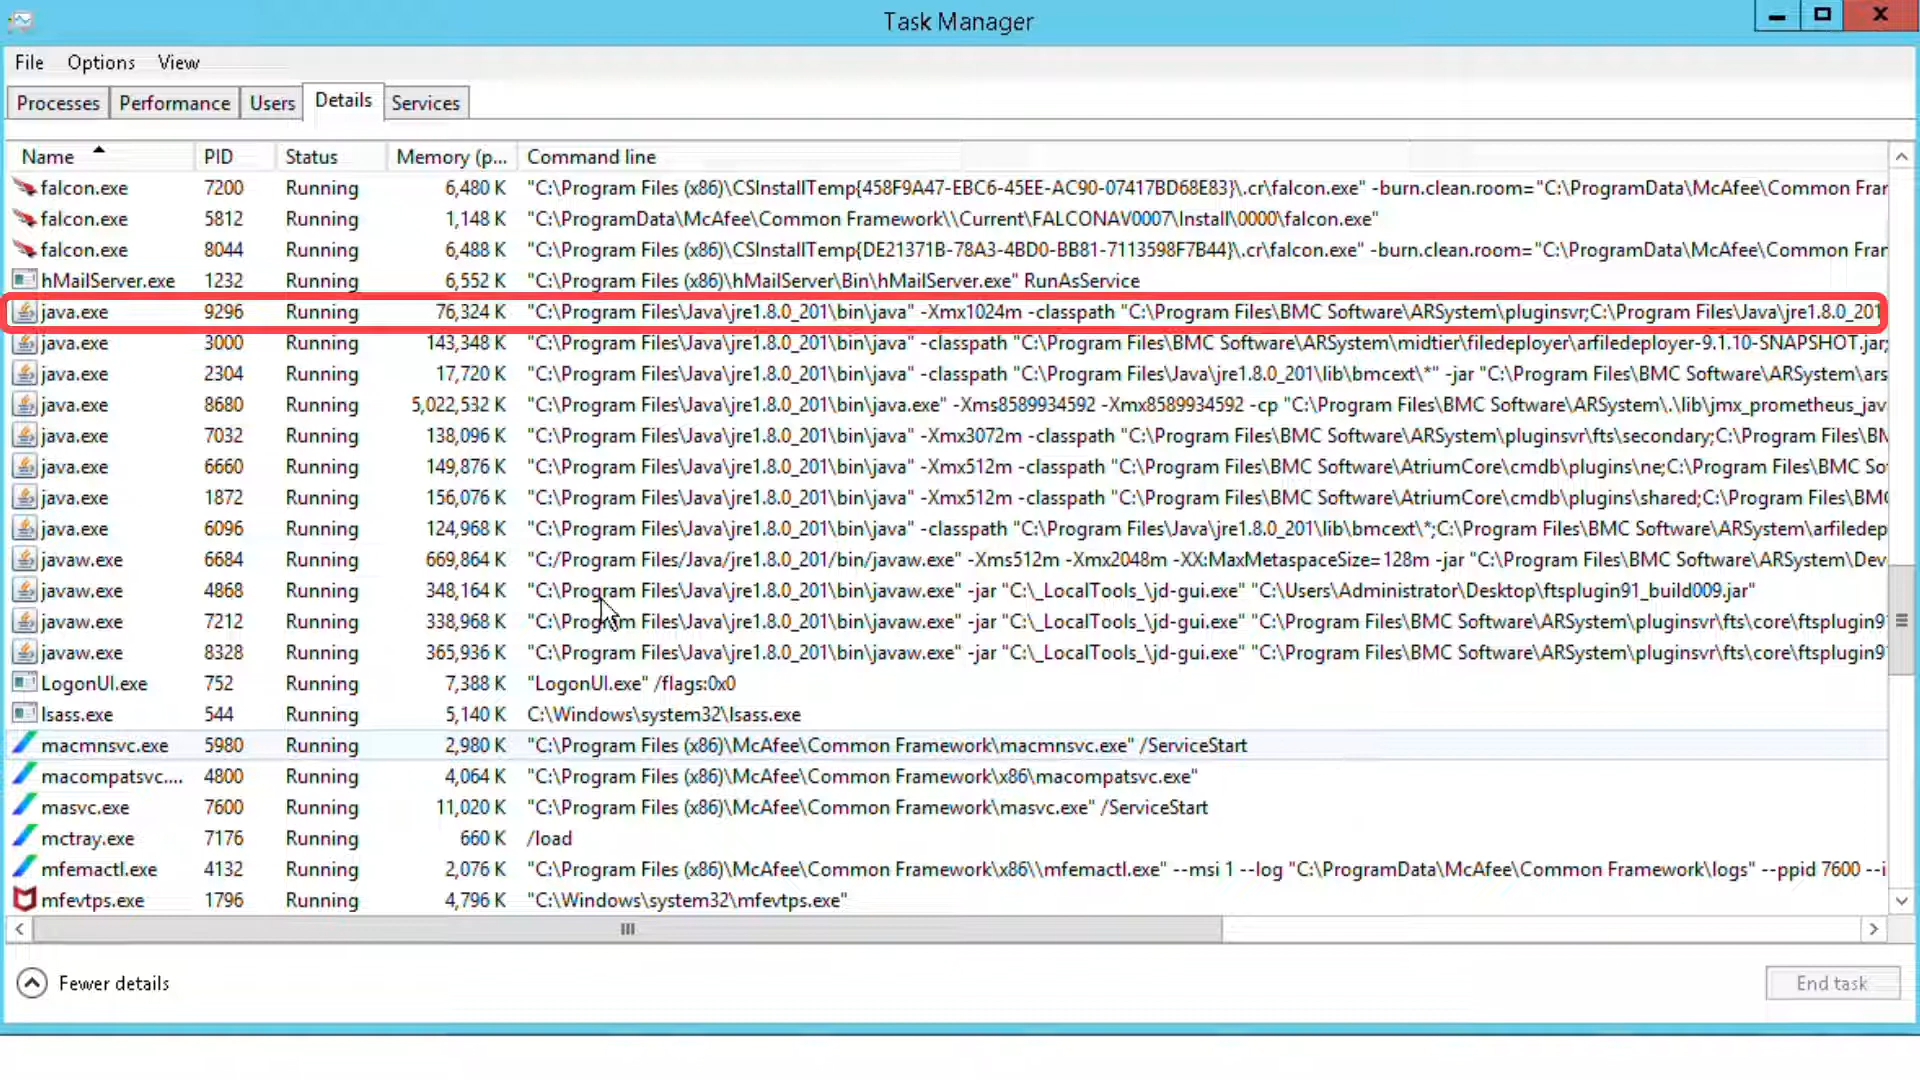 Task Manager
File Options View
Processes Performance Users Details Services
Name PID Status Memory (p... Command line
falcon.exe 7200 Running 6,480 K "C:\Program Files (x86)\CSInstallTemp{458F9A47-EBC6-45EE-AC90-07417BD68E83}\.cr\falcon.exe" -burn.clean.room="C:\ProgramData\McAfee\Common Fran
falcon.exe 5812 Running 1,148 K "C:\ProgramData\McAfee\Common Framework\\Current\FALCONAV0007\Install\0000\falcon.exe"
falcon.exe 8044 Running 6,488 K "C:\Program Files (x86)\CSInstallTemp{DE21371B-78A3-4BD0-BB81-7113598F7B44}\.cr\falcon.exe" -burn.clean.room="C:\ProgramData\McAfee\Common Fran
hMailServer.exe 1232 Running 6,552 K "C:\Program Files (x86)\hMailServer\Bin\hMailServer.exe" RunAsService
java.exe 9296 Running 76,324 K "C:\Program Files\Java\jre1.8.0_201\bin\java" -Xmx1024m -classpath "C:\Program Files\BMC Software\ARSystem\pluginsvr;C:\Program Files\Java\jre1.8.0_201
java.exe 3000 Running 143,348 K "C:\Program Files\Java\jre1.8.0_201\bin\java" -classpath "C:\Program Files\BMC Software\ARSystem\midtier\filedeployer\arfiledeployer-9.1.10-SNAPSHOT.jar;
java.exe 2304 Running 17,720 K "C:\Program Files\Java\jre1.8.0_201\bin\java" -classpath "C:\Program Files\Java\jre1.8.0_201\lib\bmcext\*" -jar "C:\Program Files\BMC Software\ARSystem\ars
java.exe 8680 Running 5,022,532 K "C:\Program Files\Java\jre1.8.0_201\bin\java.exe" -Xms8589934592 -Xmx8589934592 -cp "C:\Program Files\BMC Software\ARSystem\.\lib\jmx_prometheus_jav
java.exe 7032 Running 138,096 K "C:\Program Files\Java\jre1.8.0_201\bin\java" -Xmx3072m -classpath "C:\Program Files\BMC Software\ARSystem\pluginsvr\fts\secondary;C:\Program Files\BM
java.exe 6660 Running 149,876 K "C:\Program Files\Java\jre1.8.0_201\bin\java" -Xmx512m -classpath "C:\Program Files\BMC Software\AtriumCore\cmdb\plugins\ne;C:\Program Files\BMC So
java.exe 1872 Running 156,076 K "C:\Program Files\Java\jre1.8.0_201\bin\java" -Xmx512m -classpath "C:\Program Files\BMC Software\AtriumCore\cmdb\plugins\shared;C:\Program Files\BMC
java.exe 6096 Running 124,968 K "C:\Program Files\Java\jre1.8.0_201\bin\java" -classpath "C:\Program Files\Java\jre1.8.0_201\lib\bmcext\*;C:\Program Files\BMC Software\ARSystem\arfiledep
javaw.exe 6684 Running 669,864 K "C:/Program Files/Java/jre1.8.0_201/bin/javaw.exe" -Xms512m -Xmx2048m -XX:MaxMetaspaceSize=128m -jar "C:\Program Files\BMC Software\ARSystem\Dev
javaw.exe 4868 Running 348,164 K "C:\Program Files\Java\jre1.8.0_201\bin\javaw.exe" -jar "C:\_LocalTools_\jd-gui.exe" "C:\Users\Administrator\Desktop\ftsplugin91_build009.jar"
javaw.exe 7212 Running 338,968 K "C:\Program Files\Java\jre1.8.0_201\bin\javaw.exe" -jar "C:\_LocalTools_\jd-gui.exe" "C:\Program Files\BMC Software\ARSystem\pluginsvr\fts\core\ftsplugin9
javaw.exe 8328 Running 365,936 K "C:\Program Files\Java\jre1.8.0_201\bin\javaw.exe" -jar "C:\_LocalTools_\jd-gui.exe" "C:\Program Files\BMC Software\ARSystem\pluginsvr\fts\core\ftsplugin9
LogonUI.exe 752 Running 7,388 K "LogonUI.exe" /flags:0x0
lsass.exe 544 Running 5,140 K C:\Windows\system32\lsass.exe
macmnsvc.exe 5980 Running 2,980 K "C:\Program Files (x86)\McAfee\Common Framework\macmnsvc.exe" /ServiceStart
macompatsvc.... 4800 Running 4,064 K "C:\Program Files (x86)\McAfee\Common Framework\x86\macompatsvc.exe"
masvc.exe 7600 Running 11,020 K "C:\Program Files (x86)\McAfee\Common Framework\masvc.exe" /ServiceStart
mctray.exe 7176 Running 660 K /load
mfemactl.exe 4132 Running 2,076 K "C:\Program Files (x86)\McAfee\Common Framework\x86\\mfemactl.exe" --msi 1 --log "C:\ProgramData\McAfee\Common Framework\logs" --ppid 7600 --i
mfevtps.exe 1796 Running 4,796 K "C:\Windows\system32\mfevtps.exe"
Fewer details
End task